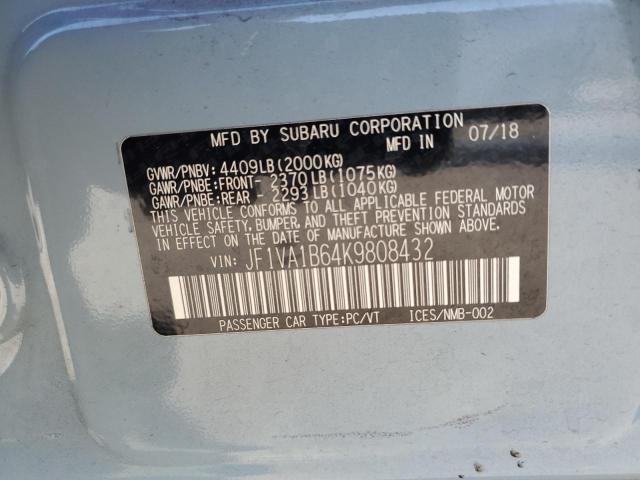 MFD BY SUBARU CORPORATION
MFD IN 07/18
GVWR/PNBV: 4409LB(2000KG)
GAWR/PNBE:FRONT- 2370LB(1075KG)
GAWR/PNBE:REAR - 2293LB(1040KG)
THIS VEHICLE CONFORMS TO ALL APPLICABLE FEDERAL MOTOR
VEHICLE SAFETY, BUMPER, AND THEFT PREVENTION STANDARDS
IN EFFECT ON THE DATE OF MANUFACTURE SHOWN ABOVE.
VIN: JF1VA1B64K9808432
PASSENGER CAR TYPE:PC/VT ICES/NMB-002